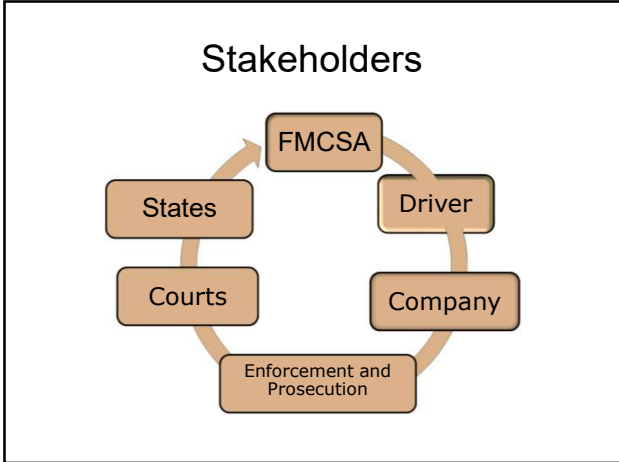 Stakeholders
FMCSA
Driver
Company
Enforcement and
Prosecution
Courts
States